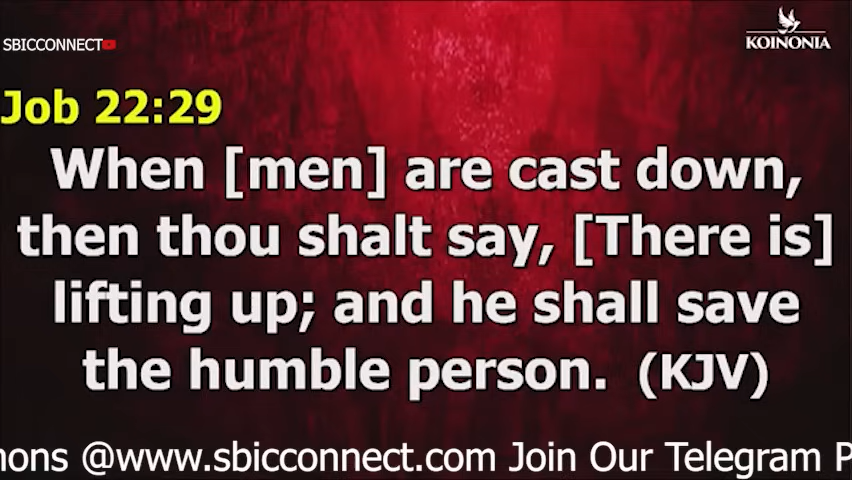 SBICCONNECT
KOINONIA
Job 22:29
When [men] are cast down,
then thou shalt say, [There is]
lifting up; and he shall save
the humble person. (KJV)
@www.sbicconnect.com Join Our Telegram